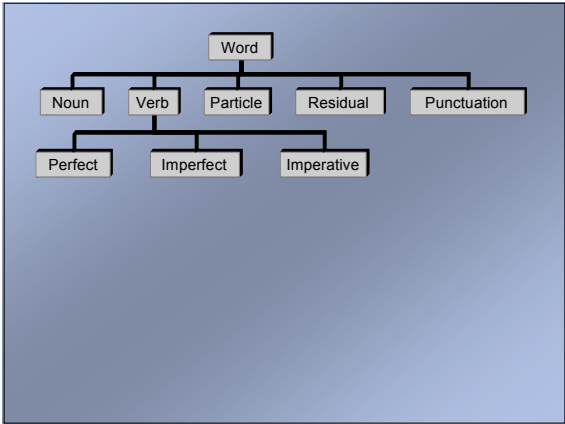 Word
Noun Verb Particle Residual Punctuation
Perfect Imperfect Imperative